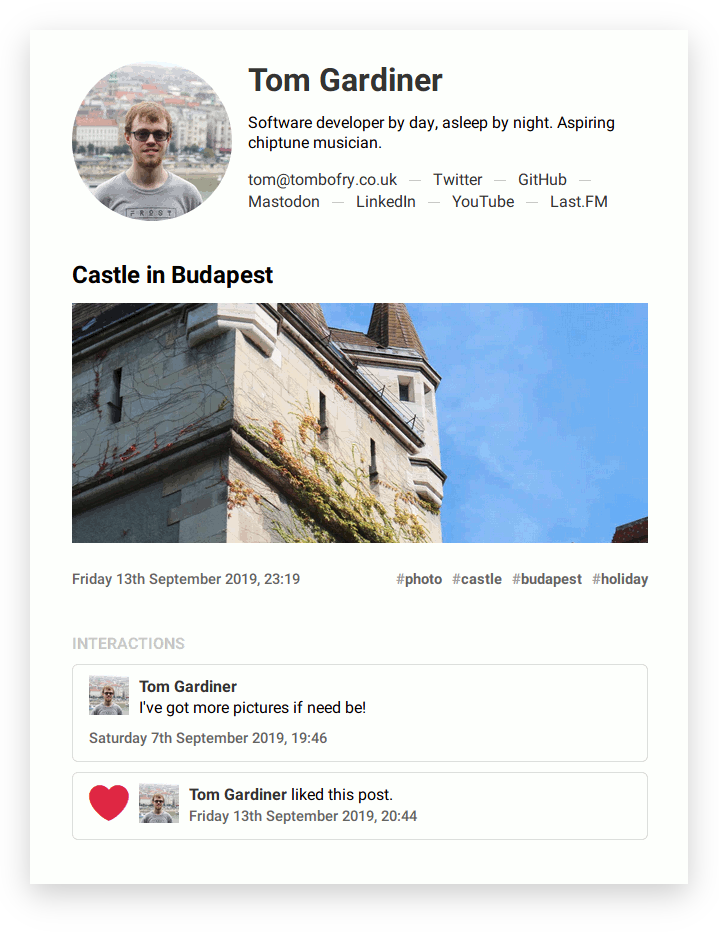 Tom Gardiner
Software developer by day, asleep by night. Aspiring
chiptune musician.
tom@tombofry.co.uk — Twitter — GitHub —
Mastodon — LinkedIn — YouTube — Last.FM
FROST
Castle in Budapest
Friday 13th September 2019, 23:19 #photo #castle #budapest #holiday
INTERACTIONS
Tom Gardiner
I've got more pictures if need be!
Saturday 7th September 2019, 19:46
Tom Gardiner liked this post.
Friday 13th September 2019, 20:44